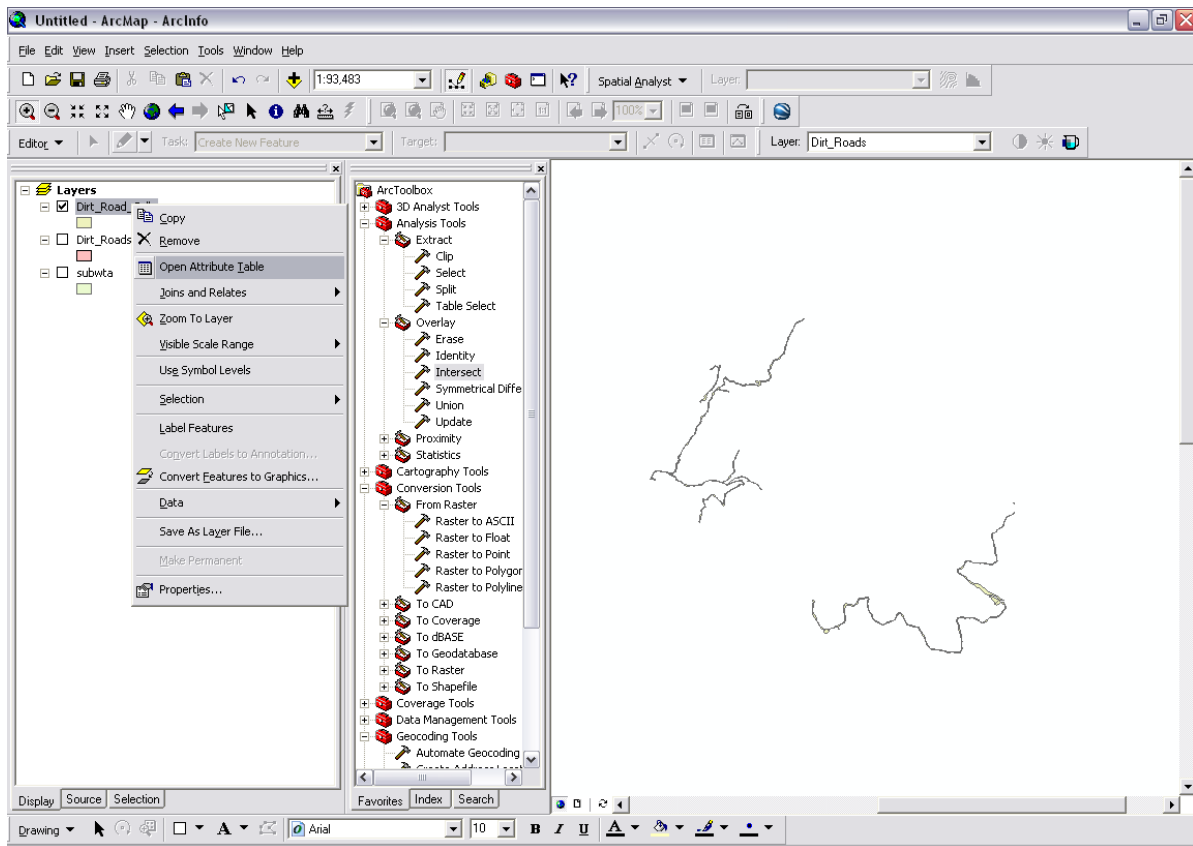 Untitled - ArcMap - ArcInfo
File Edit View Insert Selection Tools Window Help
1:93,483 Spatial Analyst Layer:
100%
Editor Task: Create New Feature Target: Layer: Dirt_Roads
Layers
Dirt_Road_
Dirt_Roads
subwta
Copy
Remove
Open Attribute Table
Joins and Relates
Zoom To Layer
Visible Scale Range
Use Symbol Levels
Selection
Label Features
Convert Labels to Annotation...
Convert Features to Graphics...
Data
Save As Layer File...
Make Permanent
Properties...
ArcToolbox
3D Analyst Tools
Analysis Tools
Extract
Clip
Select
Split
Table Select
Overlay
Erase
Identity
Intersect
Symmetrical Diffe
Union
Update
Proximity
Statistics
Cartography Tools
Conversion Tools
From Raster
Raster to ASCII
Raster to Float
Raster to Point
Raster to Polygor
Raster to Polyline
To CAD
To Coverage
To dBASE
To Geodatabase
To Raster
To Shapefile
Coverage Tools
Data Management Tools
Geocoding Tools
Automate Geocoding
Display Source Selection
Favorites Index Search
Drawing A Arial 10 B I U A